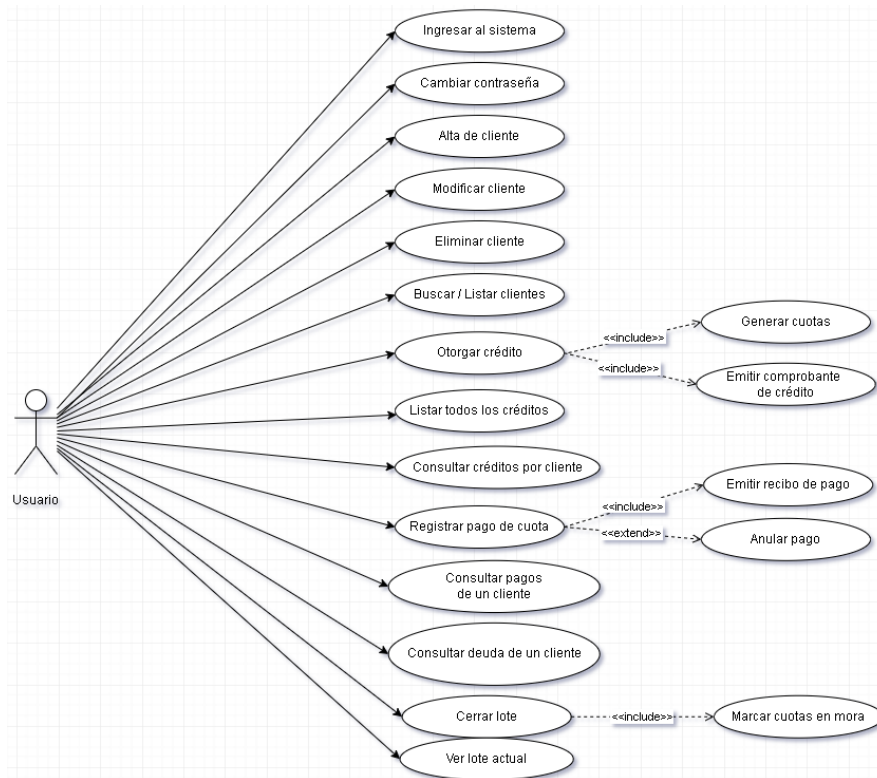 Ingresar al sistema
Cambiar contraseña
Alta de cliente
Modificar cliente
Eliminar cliente
Buscar / Listar clientes
Otorgar crédito
<<include>>
Generar cuotas
<<include>>
Emitir comprobante
de crédito
Listar todos los créditos
Usuario
Consultar créditos por cliente
Registrar pago de cuota
<<include>>
Emitir recibo de pago
<<extend>>
Anular pago
Consultar pagos
de un cliente
Consultar deuda de un cliente
Cerrar lote
<<include>>
Marcar cuotas en mora
Ver lote actual